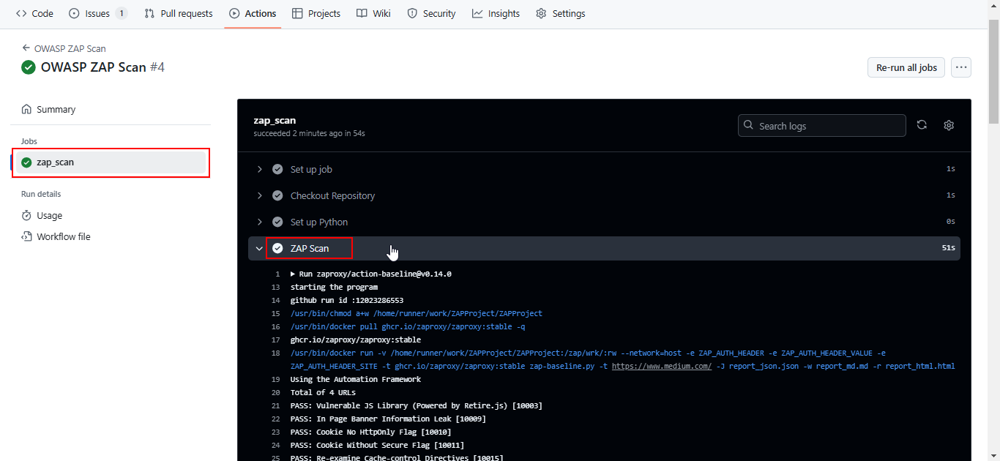 Code Issues 1 Pull requests Actions Projects Wiki Security Insights Settings
OWASP ZAP Scan
OWASP ZAP Scan #4
Re-run all jobs
Summary
Jobs
zap_scan
Run details
Usage
Workflow file
zap_scan
succeeded 2 minutes ago in 54s
Search logs
Set up job 1s
Checkout Repository 1s
Set up Python 0s
ZAP Scan 51s
1 Run zaproxy/action-baseline@v0.14.0
13 starting the program
14 github run id :12023286553
15 /usr/bin/chmod a+w /home/runner/work/ZAPProject/ZAPProject
16 /usr/bin/docker pull ghcr.io/zaproxy/zaproxy:stable -q
17 ghcr.io/zaproxy/zaproxy:stable
18 /usr/bin/docker run -v /home/runner/work/ZAPProject/ZAPProject:/zap/wrk/:rw --network=host -e ZAP_AUTH_HEADER -e ZAP_AUTH_HEADER_VALUE -e
ZAP_AUTH_HEADER_SITE -t ghcr.io/zaproxy/zaproxy:stable zap-baseline.py -t https://www.medium.com/ -J report_json.json -w report_md.md -r report_html.html
19 Using the Automation Framework
20 Total of 4 URLs
21 PASS: Vulnerable JS Library (Powered by Retire.js) [10003]
22 PASS: In Page Banner Information Leak [10009]
23 PASS: Cookie No HttpOnly Flag [10010]
24 PASS: Cookie Without Secure Flag [10011]
25 PASS: Re-examine Cache-control Directives [10015]